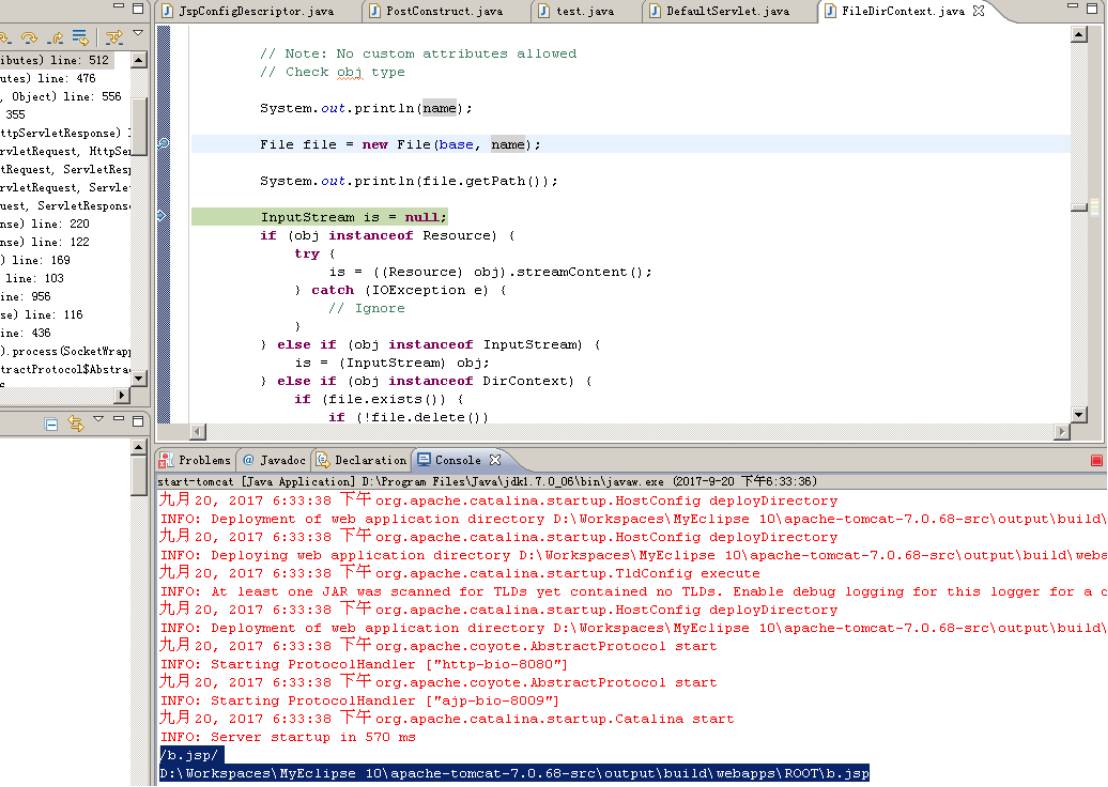 JspConfigDescriptor.java PostConstruct.java test.java DefaultServlet.java FileDirContext.java
ibutes) line: 512
utes) line: 476
, Object) line: 556
355
ttpServletResponse) l
rvletRequest, HttpSer
tRequest, ServletResp
rvletRequest, Servle
uest, ServletRespons
nse) line: 220
nse) line: 122
) line: 169
line: 103
ine: 956
se) line: 116
ine: 436
).process(SocketWrapp
tractProtocol$Abstra
// Note: No custom attributes allowed
// Check obj type
System.out.println(name);
File file = new File(base, name);
System.out.println(file.getPath());
InputStream is = null;
if (obj instanceof Resource) {
try {
is = ((Resource) obj).streamContent();
} catch (IOException e) {
// Ignore
}
} else if (obj instanceof InputStream) {
is = (InputStream) obj;
} else if (obj instanceof DirContext) {
if (file.exists()) {
if (!file.delete())
Problems @ Javadoc Declaration Console
start-tomcat [Java Application] D:\Program Files\Java\jdk1.7.0_06\bin\javaw.exe (2017-9-20 下午6:33:36)
九月 20, 2017 6:33:38 下午 org.apache.catalina.startup.HostConfig deployDirectory
INFO: Deployment of web application directory D:\Workspaces\MyEclipse 10\apache-tomcat-7.0.68-src\output\build\
九月 20, 2017 6:33:38 下午 org.apache.catalina.startup.HostConfig deployDirectory
INFO: Deploying web application directory D:\Workspaces\MyEclipse 10\apache-tomcat-7.0.68-src\output\build\webs
九月 20, 2017 6:33:38 下午 org.apache.catalina.startup.TldConfig execute
INFO: At least one JAR was scanned for TLDs yet contained no TLDs. Enable debug logging for this logger for a c
九月 20, 2017 6:33:38 下午 org.apache.catalina.startup.HostConfig deployDirectory
INFO: Deployment of web application directory D:\Workspaces\MyEclipse 10\apache-tomcat-7.0.68-src\output\build\
九月 20, 2017 6:33:38 下午 org.apache.coyote.AbstractProtocol start
INFO: Starting ProtocolHandler ["http-bio-8080"]
九月 20, 2017 6:33:38 下午 org.apache.coyote.AbstractProtocol start
INFO: Starting ProtocolHandler ["ajp-bio-8009"]
九月 20, 2017 6:33:38 下午 org.apache.catalina.startup.Catalina start
INFO: Server startup in 570 ms
/b.jsp/
D:\Workspaces\MyEclipse 10\apache-tomcat-7.0.68-src\output\build\webapps\ROOT\b.jsp